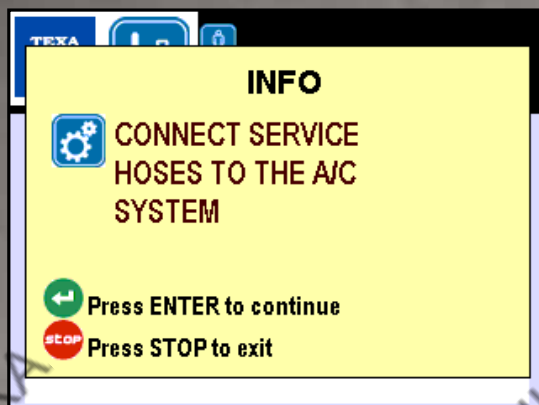 TEXA
INFO
CONNECT SERVICE
HOSES TO THE A/C
SYSTEM
Press ENTER to continue
stop Press STOP to exit